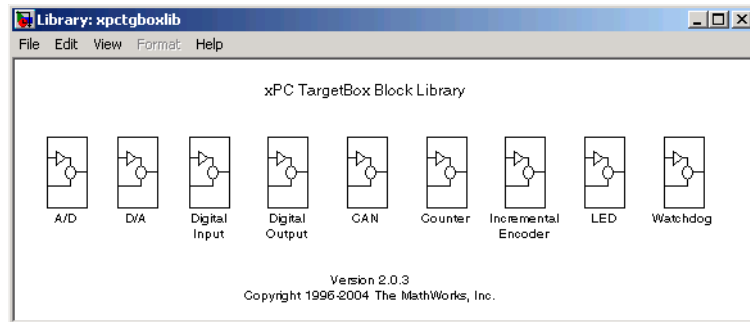 Library: xpctgboxlib
File Edit View Format Help
xPC TargetBox Block Library
A/D D/A Digital Input Digital Output CAN Counter Incremental Encoder LED Watchdog
Version 2.0.3
Copyright 1996-2004 The MathWorks, Inc.